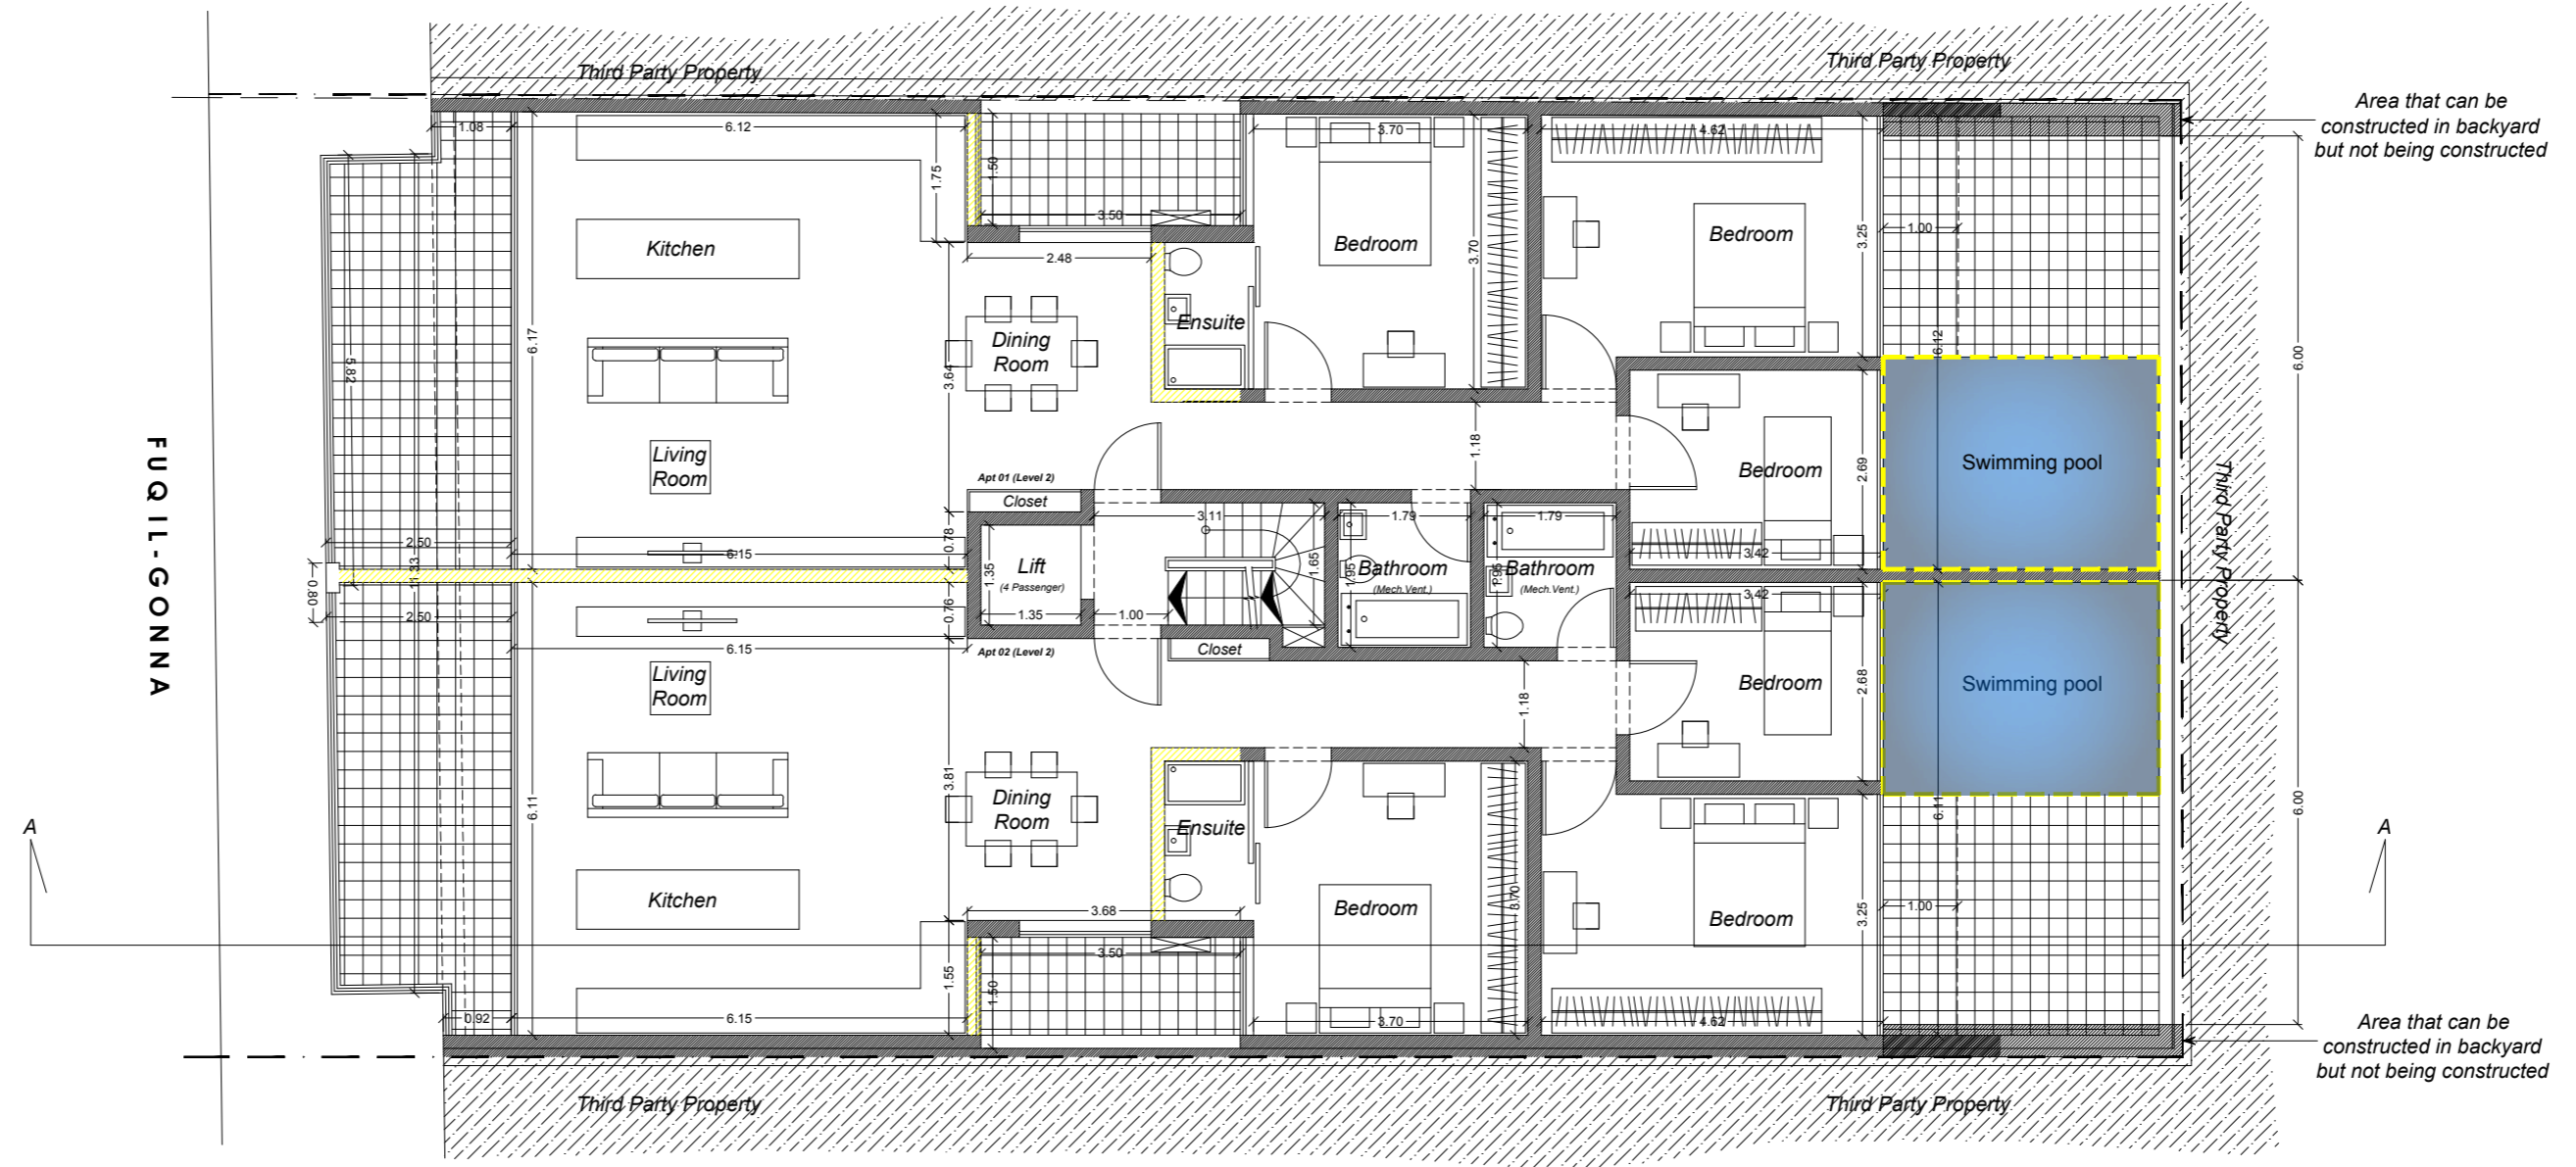 Third Party Property
Third Party Property
Area that can be
constructed in backyard
but not being constructed
1.08
6.12
1.75
1.50
3.50
3.70
4.62
Kitchen
2.48
Bedroom
3.70
Bedroom
3.25
1.00
Ensuite
6.17
5.82
Dining
Room
3.64
6.12
6.00
FUQ IL-GONNA
Living
Room
Apt 01 (Level 2)
Closet
1.18
Bedroom
2.69
Swimming pool
Third Party Property
2.50
6.15
0.78
11.33
0.80
Lift
(4 Passenger)
1.35
1.35
1.00
3.11
1.65
1.79
1.95
Bathroom
(Mech.Vent.)
1.79
1.95
Bathroom
(Mech.Vent.)
3.42
3.42
2.50
6.15
0.76
Apt 02 (Level 2)
Closet
Living
Room
1.18
Bedroom
2.68
Swimming pool
6.11
3.81
Dining
Room
Ensuite
6.11
6.00
A
A
Kitchen
3.68
3.50
1.55
1.50
Bedroom
3.70
Bedroom
3.25
1.00
0.92
6.15
3.70
4.62
Area that can be
constructed in backyard
but not being constructed
Third Party Property
Third Party Property